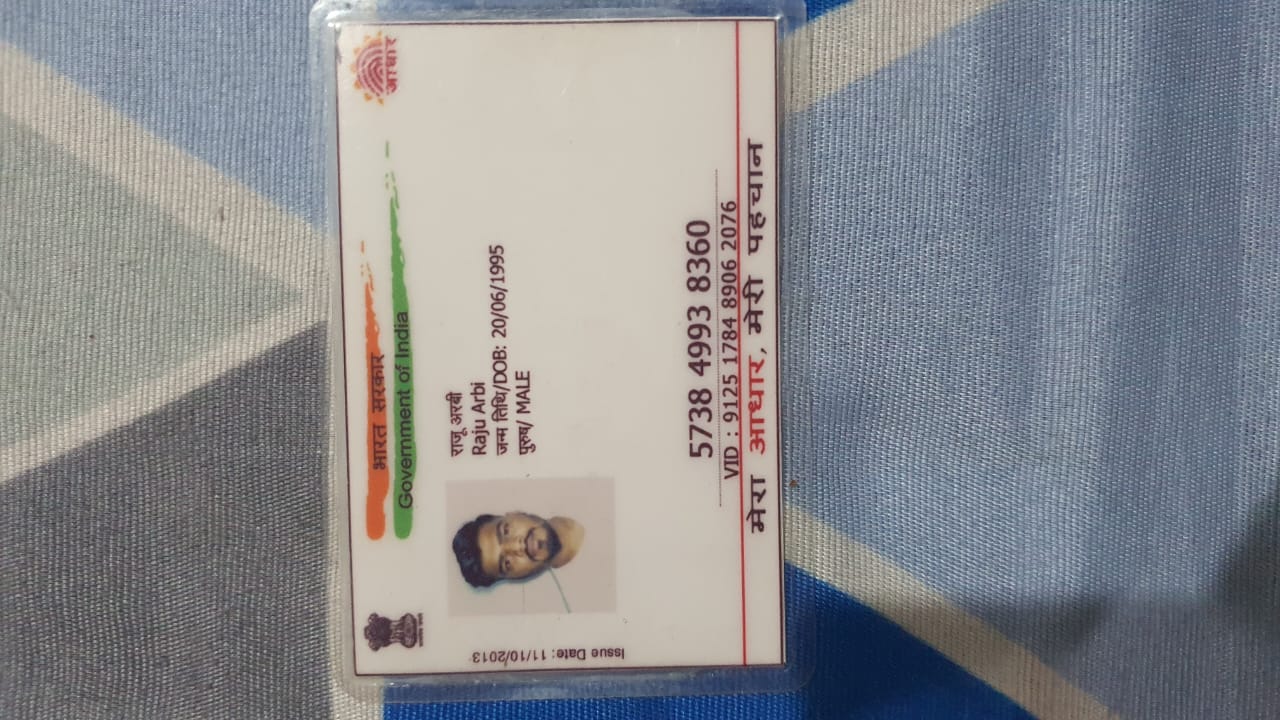 भारत सरकार
Government of India
आधार
राजू अरबी
Raju Arbi
जन्म तिथि/DOB: 20/06/1995
पुरुष/ MALE
Issue Date: 11/10/2013
5738 4993 8360
VID : 9125 1784 8906 2076
मेरा आधार, मेरी पहचान